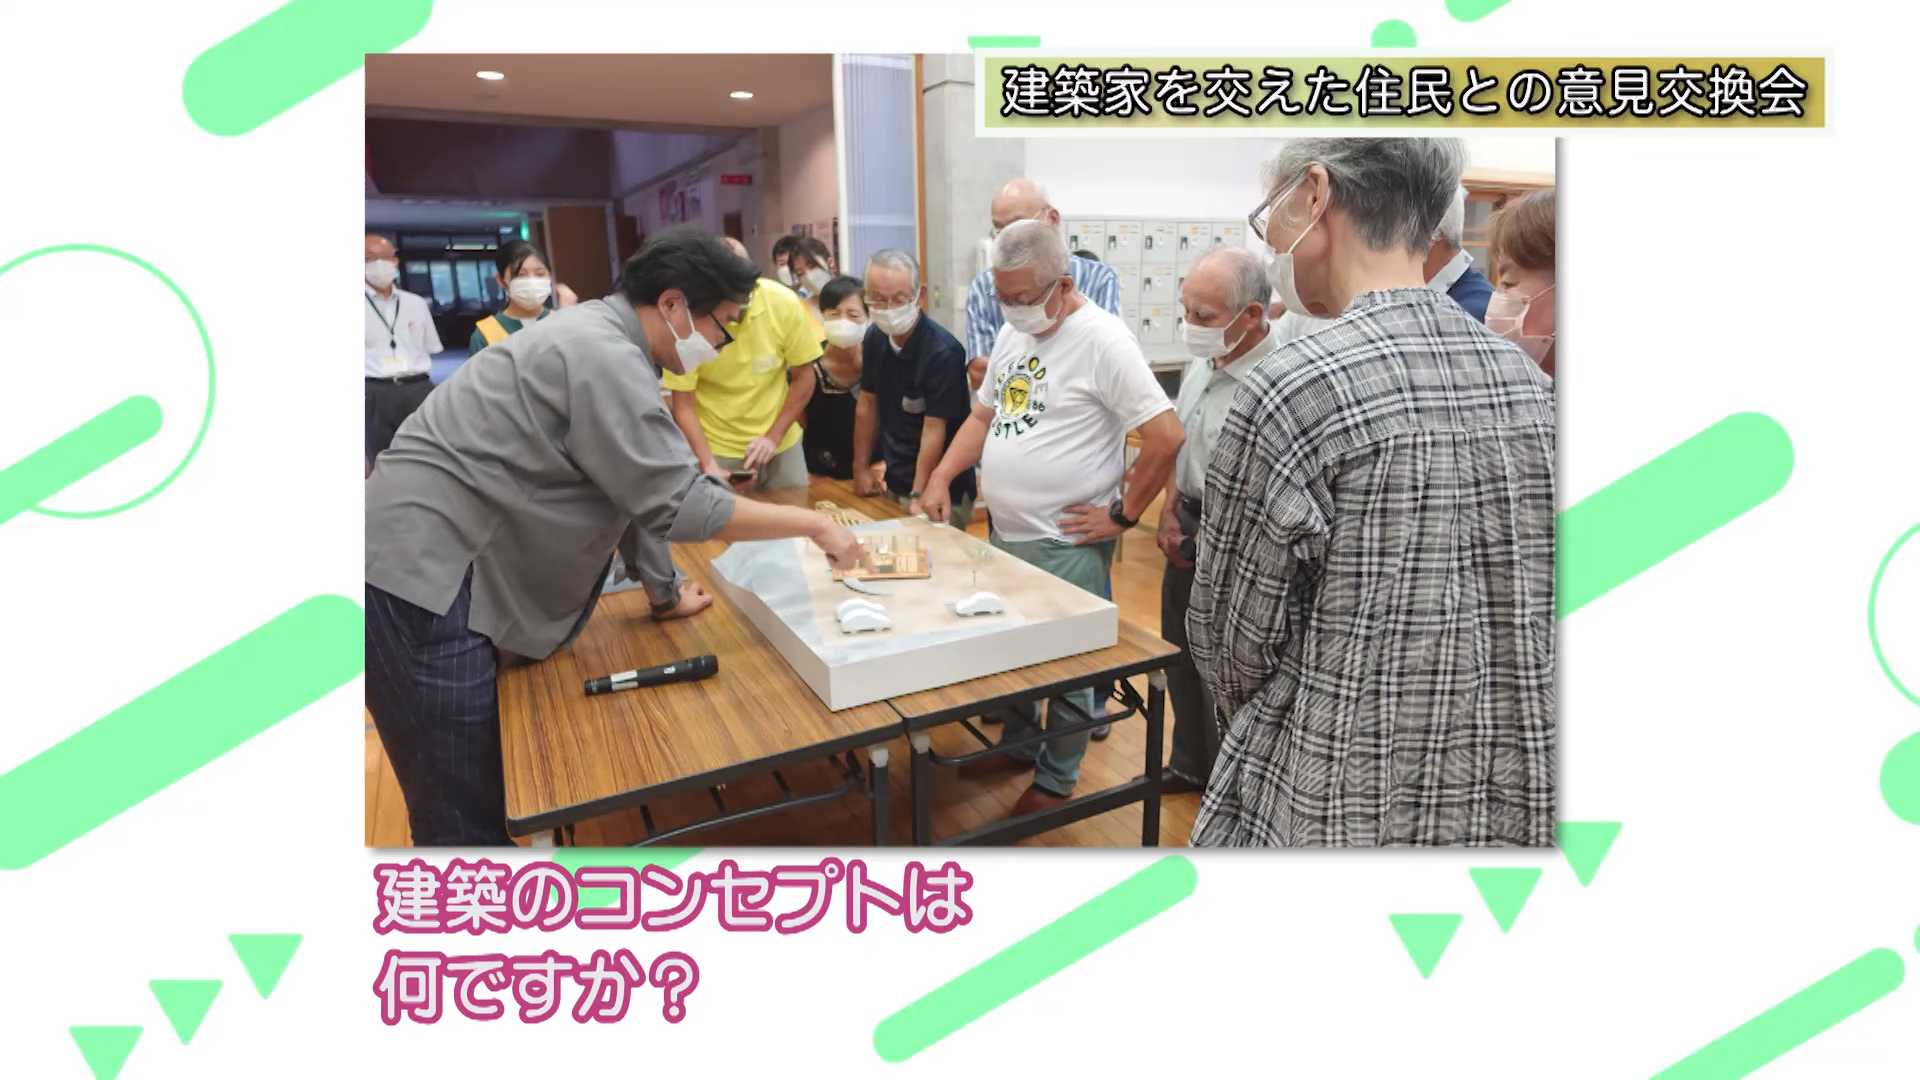 建築家を交えた住民との意見交換会
建築のコンセプトは
何ですか？